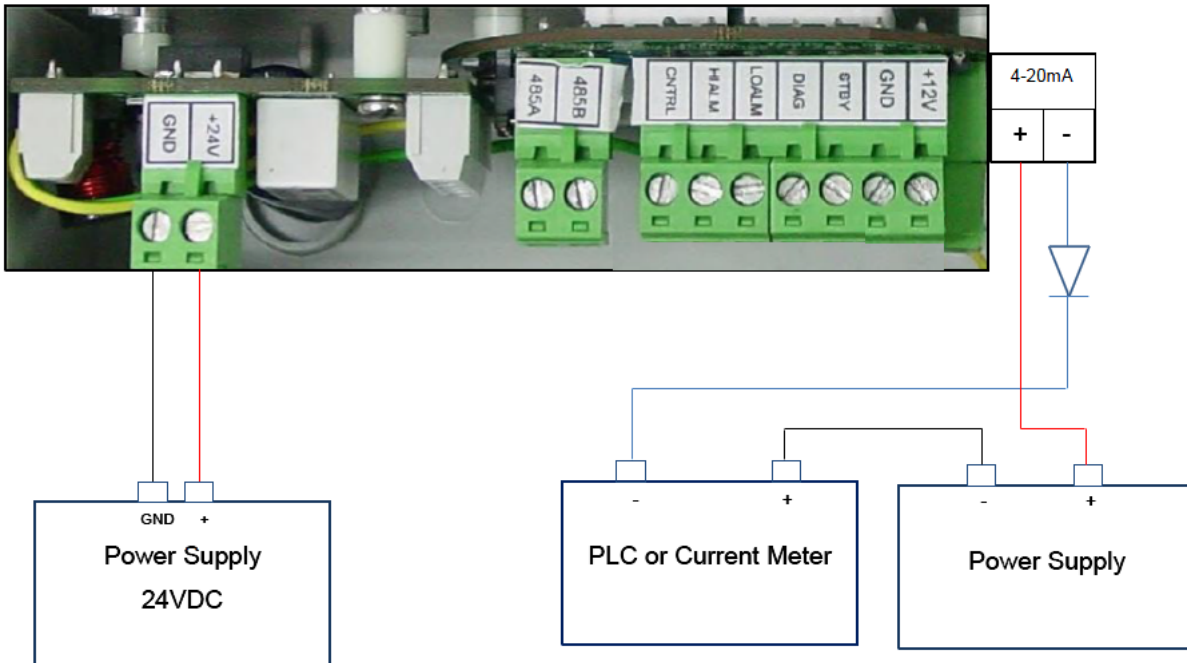 GND
+24V
485A
485B
CNTRL
HIALM
LOALM
DIAG
STBY
GND
+12V
4-20mA
+ -
GND +
Power Supply
24VDC
- +
PLC or Current Meter
- +
Power Supply